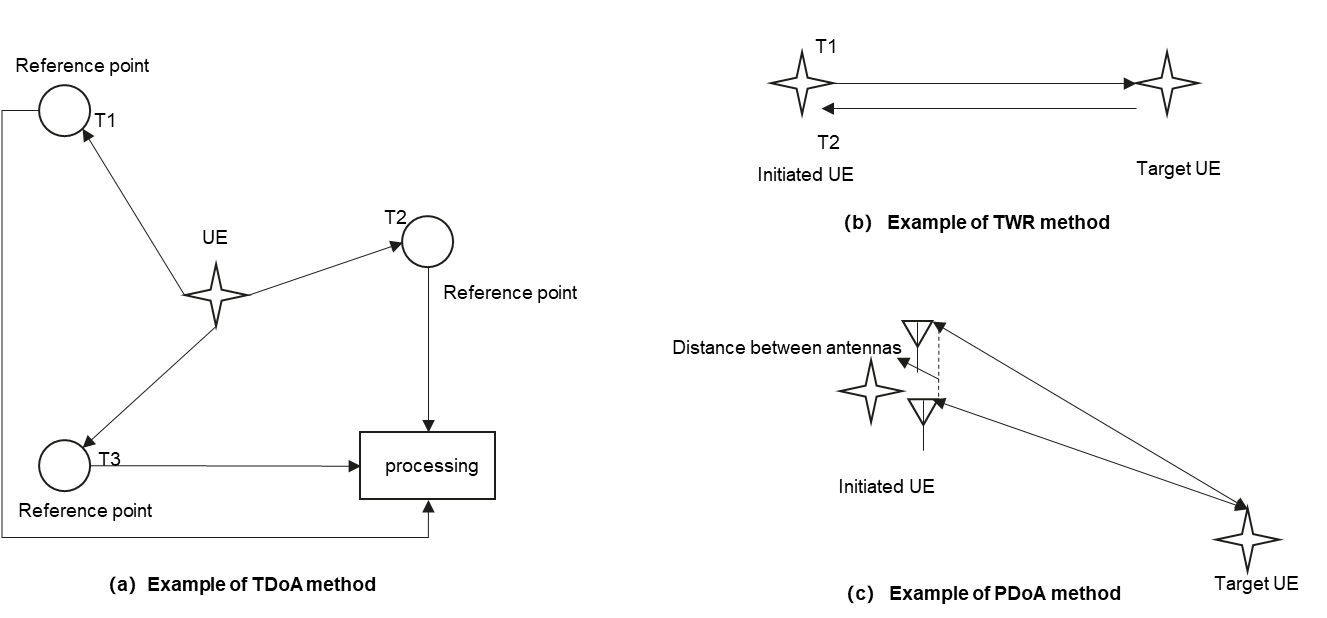 Reference point
T1
UE
T2
Reference point
T3
Reference point
processing
(a) Example of TDoA method
T1
T2
Initiated UE
Target UE
(b) Example of TWR method
Distance between antennas
Initiated UE
Target UE
(c) Example of PDoA method